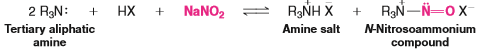 2 R₃N: + HX + NaNO₂ ⇌ R₃N̈H X̄ + R₃N—N̈=O X⁻
Tertiary aliphatic Amine salt N-Nitrosoammonium
amine compound